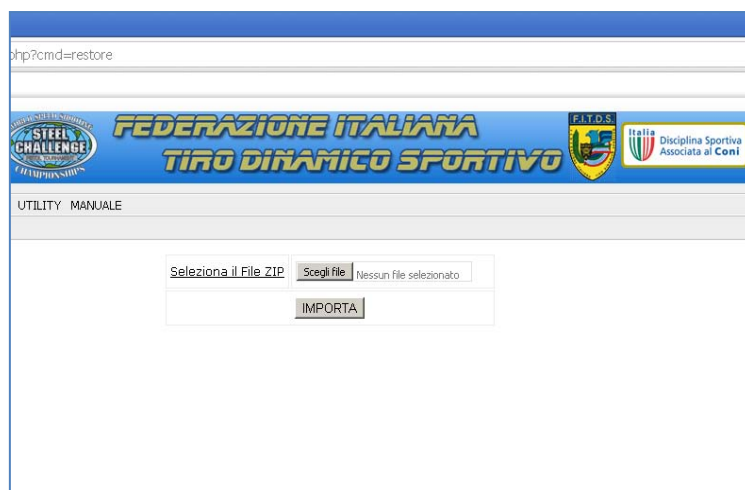 php?cmd=restore
STEEL
CHALLENGE
CHAMPIONSHIPS
FEDERAZIONE ITALIANA
TIRO DINAMICO SPORTIVO
F.I.T.D.S.
Italia
Disciplina Sportiva
Associata al Coni
UTILITY MANUALE
Seleziona il File ZIP Scegli file Nessun file selezionato
IMPORTA